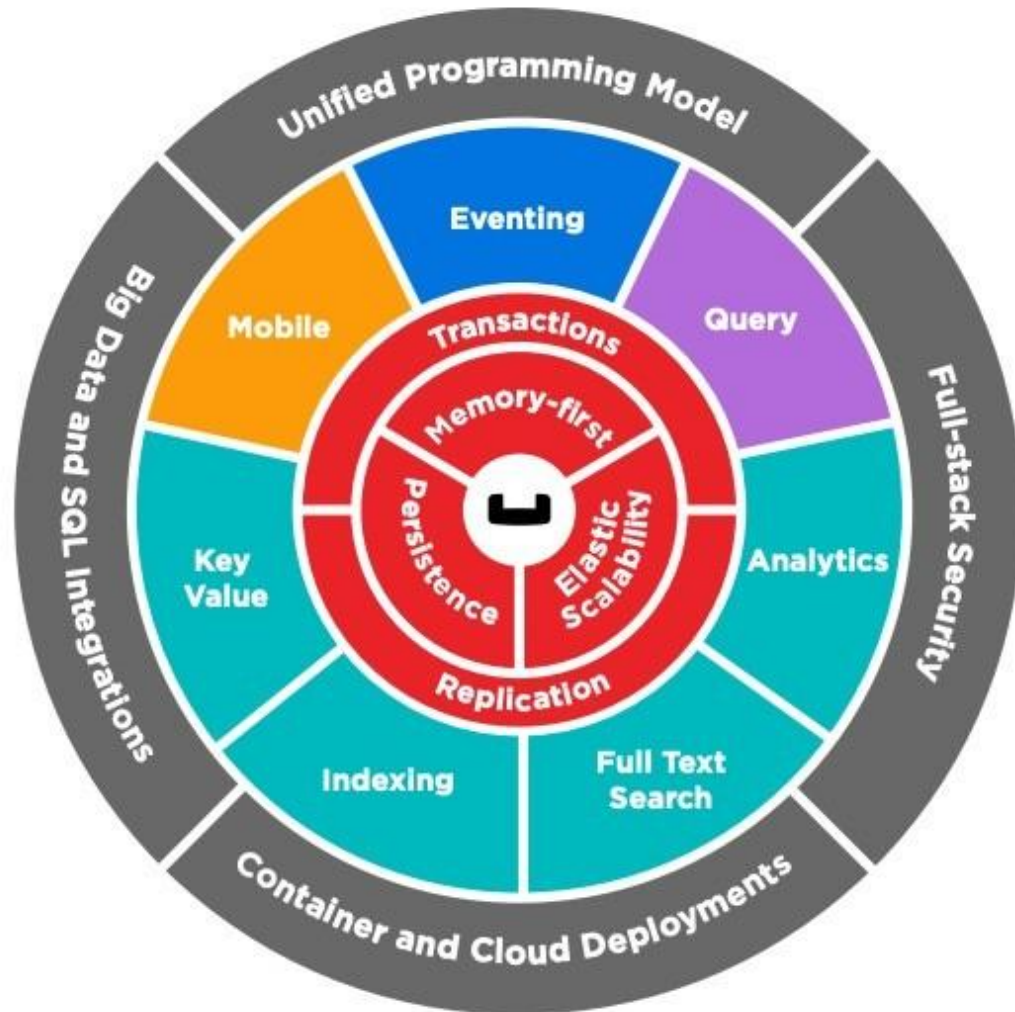 Unified Programming Model
Big Data and SQL Integrations
Full-stack Security
Container and Cloud Deployments
Eventing
Mobile
Query
Key
Value
Analytics
Indexing
Full Text
Search
Transactions
Replication
Memory-first
Persistence
Elastic
Scalability